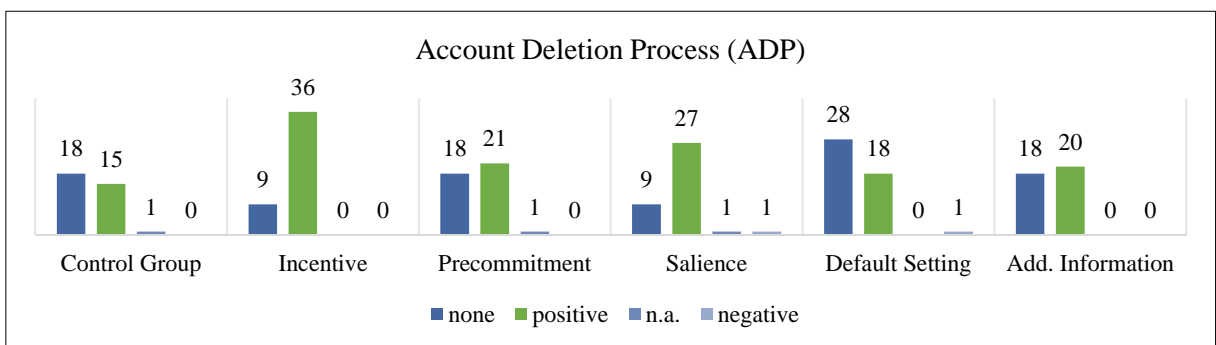 Account Deletion Process (ADP)
18 15 1 0 9 36 0 0 18 21 1 0 9 27 1 1 28 18 0 1 18 20 0 0
Control Group Incentive Precommitment Salience Default Setting Add. Information
none positive n.a. negative